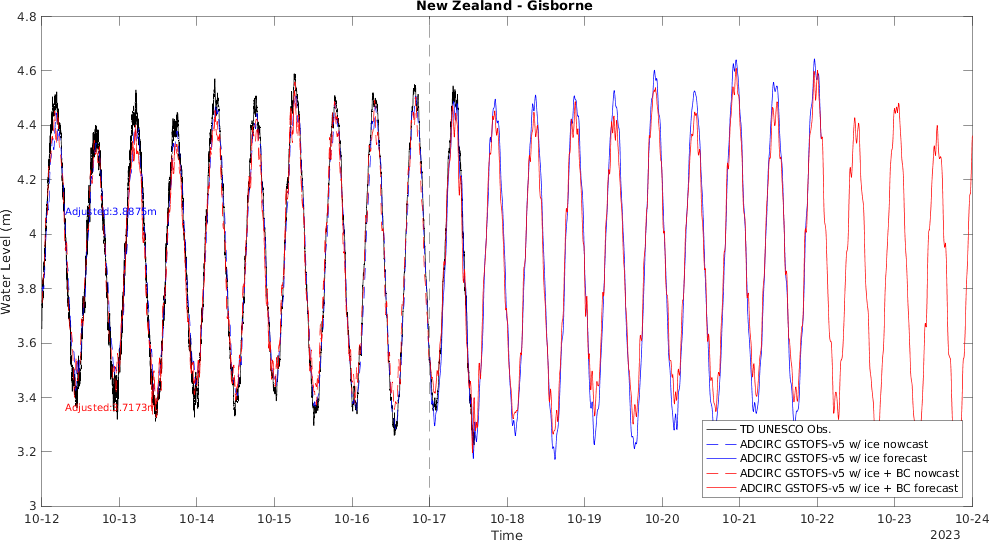 New Zealand - Gisborne
4.8
4.6
4.4
4.2
4
3.8
3.6
3.4
3.2
3
Water Level (m)
Adjusted:3.8875m
Adjusted:3.7173m
TD UNESCO Obs.
ADCIRC GSTOFS-v5 w/ ice nowcast
ADCIRC GSTOFS-v5 w/ ice forecast
ADCIRC GSTOFS-v5 w/ ice + BC nowcast
ADCIRC GSTOFS-v5 w/ ice + BC forecast
10-12
10-13
10-14
10-15
10-16
10-17
10-18
10-19
10-20
10-21
10-22
10-23
10-24
Time
2023